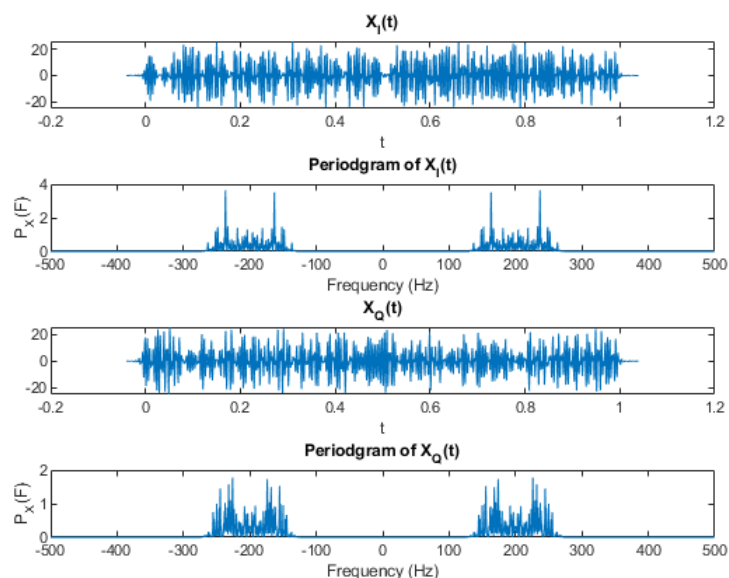 X_I(t)
20
0
-20
-0.2 0 0.2 0.4 0.6 0.8 1 1.2
t
Periodgram of X_I(t)
P_X(F)
4
2
0
-500 -400 -300 -200 -100 0 100 200 300 400 500
Frequency (Hz)
X_Q(t)
20
0
-20
-0.2 0 0.2 0.4 0.6 0.8 1 1.2
t
Periodgram of X_Q(t)
P_X(F)
2
1
0
-500 -400 -300 -200 -100 0 100 200 300 400 500
Frequency (Hz)